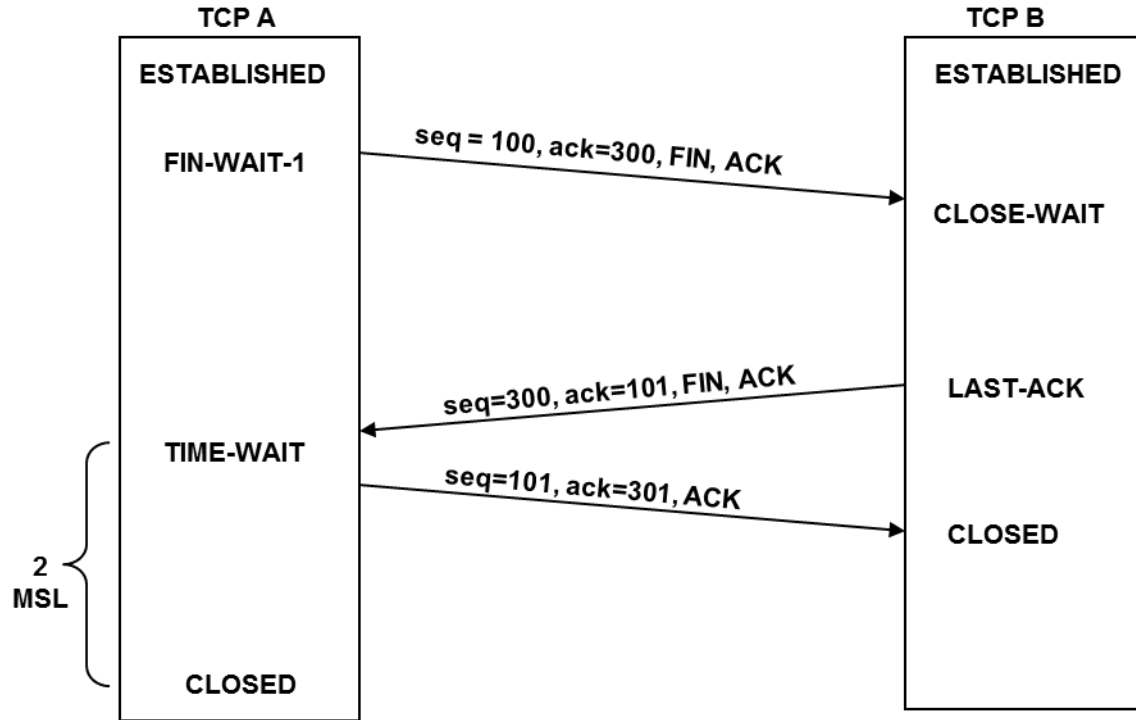 TCP A
TCP B
ESTABLISHED
ESTABLISHED
seq = 100, ack=300, FIN, ACK
FIN-WAIT-1
CLOSE-WAIT
seq=300, ack=101, FIN, ACK
LAST-ACK
TIME-WAIT
seq=101, ack=301, ACK
CLOSED
2
MSL
CLOSED